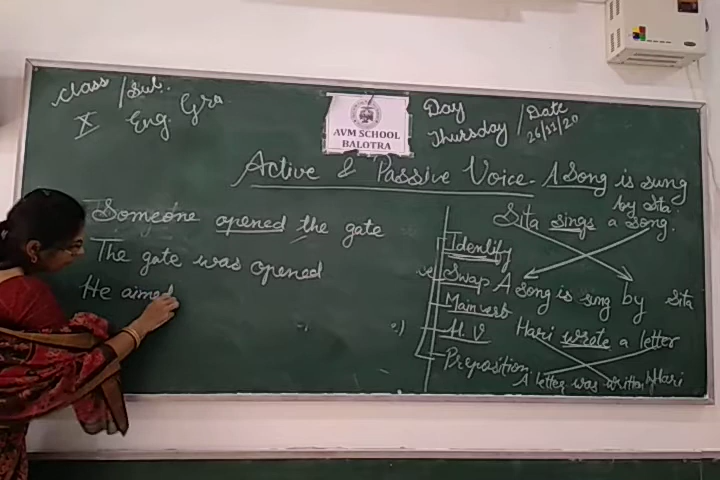 Class / Sub.
X Eng. Gra
AVM SCHOOL
BALOTRA
Day / Date
Thursday / 26/11/20
Active & Passive Voice
A Song is sung
by Sita
Someone opened the gate
The gate was opened
He aimed
Identify
Swap
Main verb
H.V
Preposition
Sita sings a song.
A song is sung by Sita
Hari wrote a letter
A letter was written by Hari